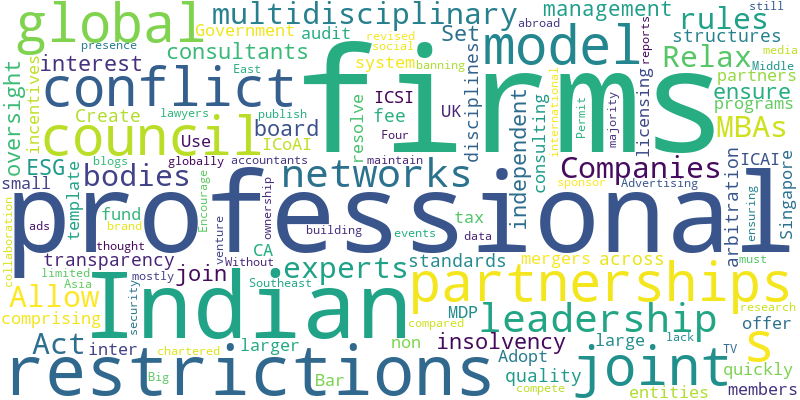 global
multidisciplinary
Government
presence
revised
social
audit
Set
management
rules
still
structures
Relax
reports
interest
consultants
system
banning
model
abroad
media
Middle
East
conflict
firms
disciplines
international
licensing
partners
programs
ensure
oversight
incentives
Create
lawyers
publish
ICSI
UK
fee
resolve
Four
Permit
majority
consulting
independent
council
board
ICoAI
MBAs
ESG
Use
blogs
globally
accountants
maintain
networks
Companies
ICAI
small
bodies
professional
sponsor
Advertising
template
Encourage
ownership
arbitration
ensuring
Singapore
collaboration
ads
fund
brand
thought
CA
venture
building
events
data
tax
transparency
join
Without
experts
standards
mergers
across
must
limited
Asia
mostly
security
Indian
Southeast
partnerships
Allow
comprising
MDP
leadership
offer
research
s
Act
inter
larger
non
insolvency
large
compared
lack
TV
restrictions
chartered
Big
Bar
Adopt
quality
compete
joint
quickly
entities
members